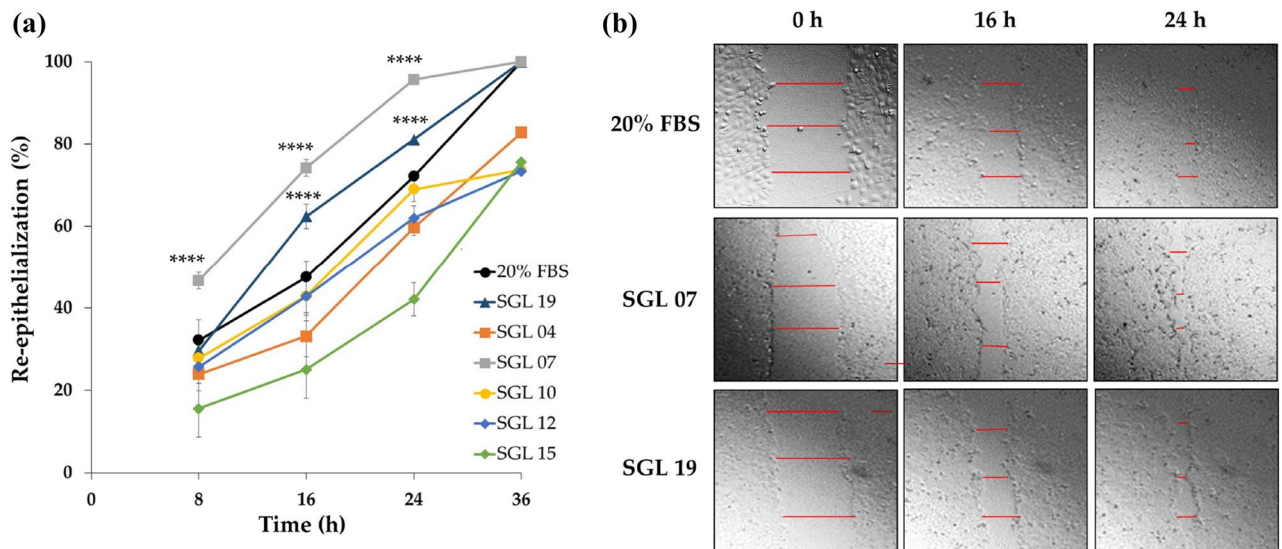 (a)
100
80
60
40
20
0
Re-epithelialization (%)
****
****
****
****
****
20% FBS
SGL 19
SGL 04
SGL 07
SGL 10
SGL 12
SGL 15
0 8 16 24 36
Time (h)
(b)
0 h 16 h 24 h
20% FBS
SGL 07
SGL 19